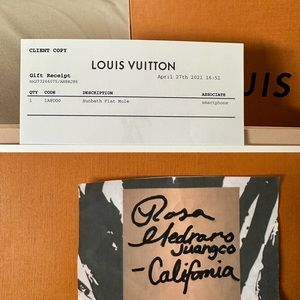 CLIENT COPY
LOUIS VUITTON
Gift Receipt
April 27th 2021 16:51
QTY CODE DESCRIPTION ASSOCIATE
1 Sunbath Flat Mule smartphone
UIS
Rosa
Medrano
Juangco
-California